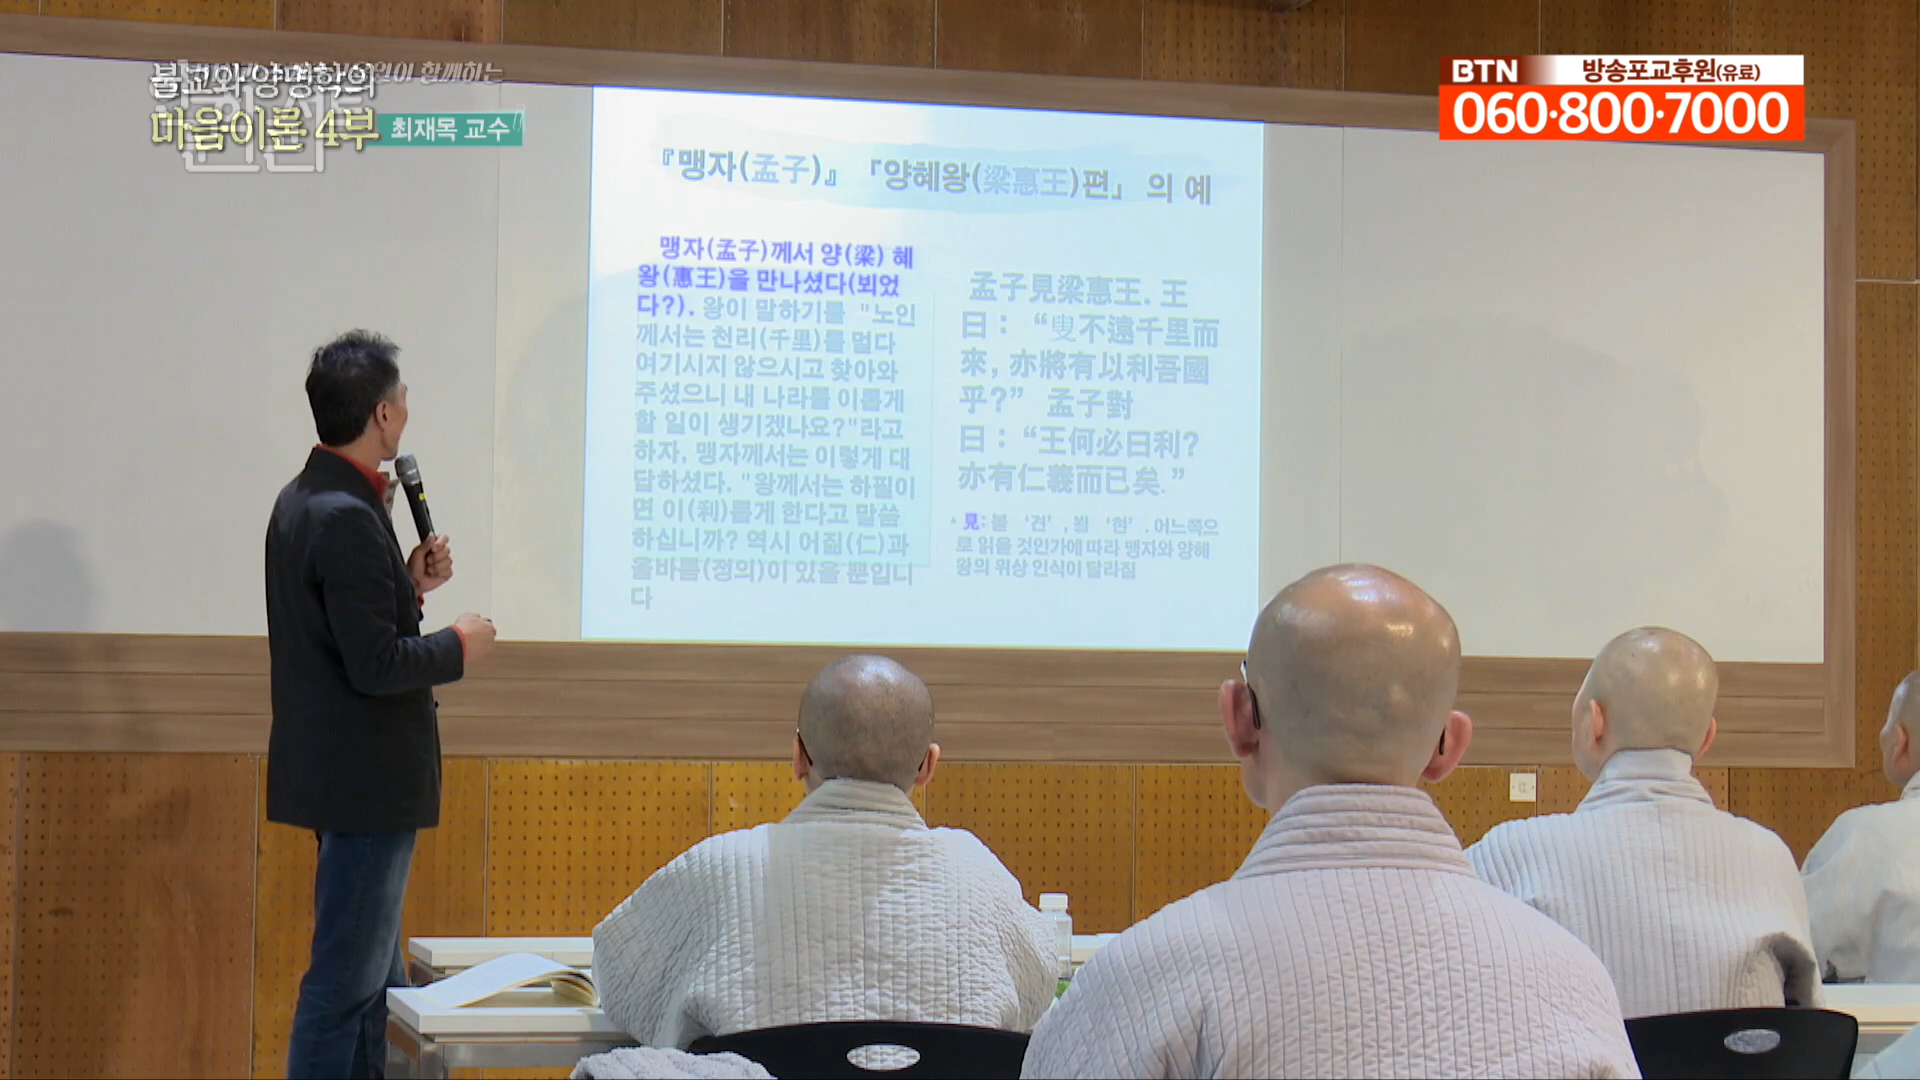 불교와 양명학의
마음이론 4부 최재목 교수
이 함께하는
BTN 방송포교후원(유료)
060·800·7000
『맹자(孟子)』 「양혜왕(梁惠王)편」 의 예
맹자(孟子)께서 양(梁) 혜
왕(惠王)을 만나셨다(뵈었
다?). 왕이 말하기를 "노인
께서는 천리(千里)를 멀다
여기시지 않으시고 찾아와
주셨으니 내 나라를 이롭게
할 일이 생기겠나요?"라고
하자, 맹자께서는 이렇게 대
답하셨다. "왕께서는 하필이
면 이(利)롭게 한다고 말씀
하십니까? 역시 어짊(仁)과
올바름(정의)이 있을 뿐입니
다
孟子見梁惠王. 王
曰： “叟不遠千里而
來, 亦將有以利吾國
乎?” 孟子對
曰： “王何必曰利?
亦有仁義而已矣.”
* 見: 볼 ‘견’, 뵐 ‘현’. 어느쪽으
로 읽을 것인가에 따라 맹자와 양혜
왕의 위상 인식이 달라짐